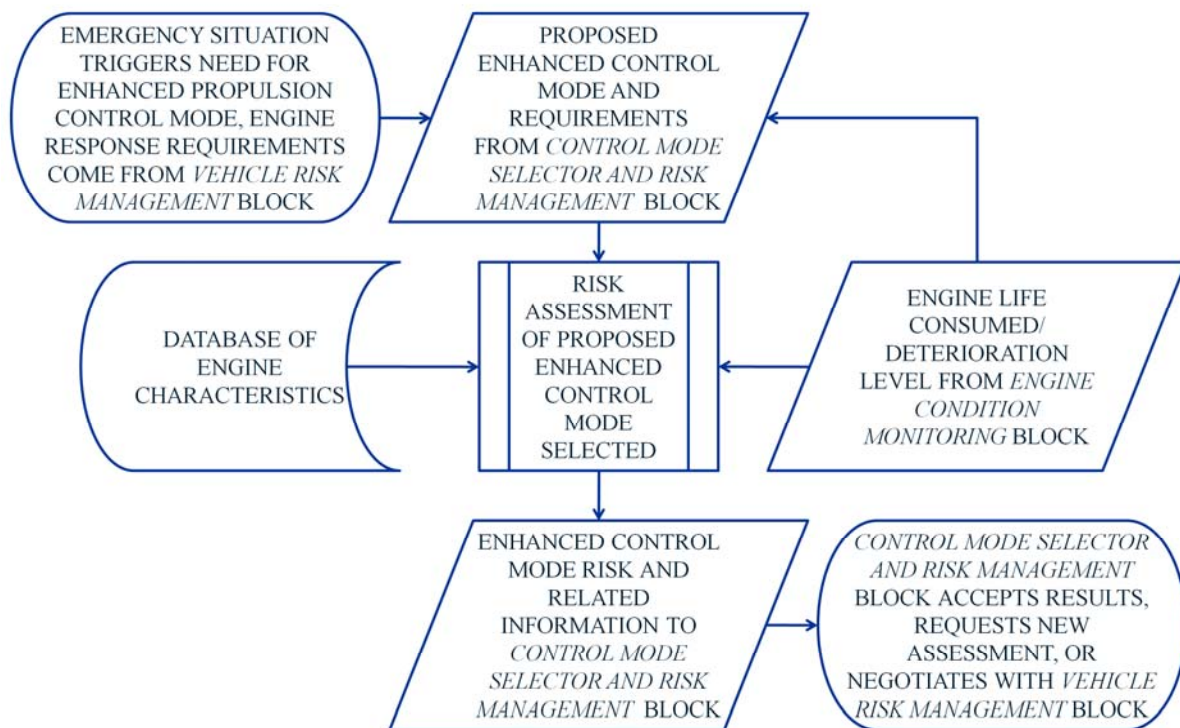 EMERGENCY SITUATION
TRIGGERS NEED FOR
ENHANCED PROPULSION
CONTROL MODE, ENGINE
RESPONSE REQUIREMENTS
COME FROM VEHICLE RISK
MANAGEMENT BLOCK
PROPOSED
ENHANCED CONTROL
MODE AND
REQUIREMENTS
FROM CONTROL MODE
SELECTOR AND RISK
MANAGEMENT BLOCK
DATABASE OF
ENGINE
CHARACTERISTICS
RISK
ASSESSMENT
OF PROPOSED
ENHANCED
CONTROL
MODE
SELECTED
ENGINE LIFE
CONSUMED/
DETERIORATION
LEVEL FROM ENGINE
CONDITION
MONITORING BLOCK
ENHANCED CONTROL
MODE RISK AND
RELATED
INFORMATION TO
CONTROL MODE
SELECTOR AND RISK
MANAGEMENT BLOCK
CONTROL MODE SELECTOR
AND RISK MANAGEMENT
BLOCK ACCEPTS RESULTS,
REQUESTS NEW
ASSESSMENT, OR
NEGOTIATES WITH VEHICLE
RISK MANAGEMENT BLOCK